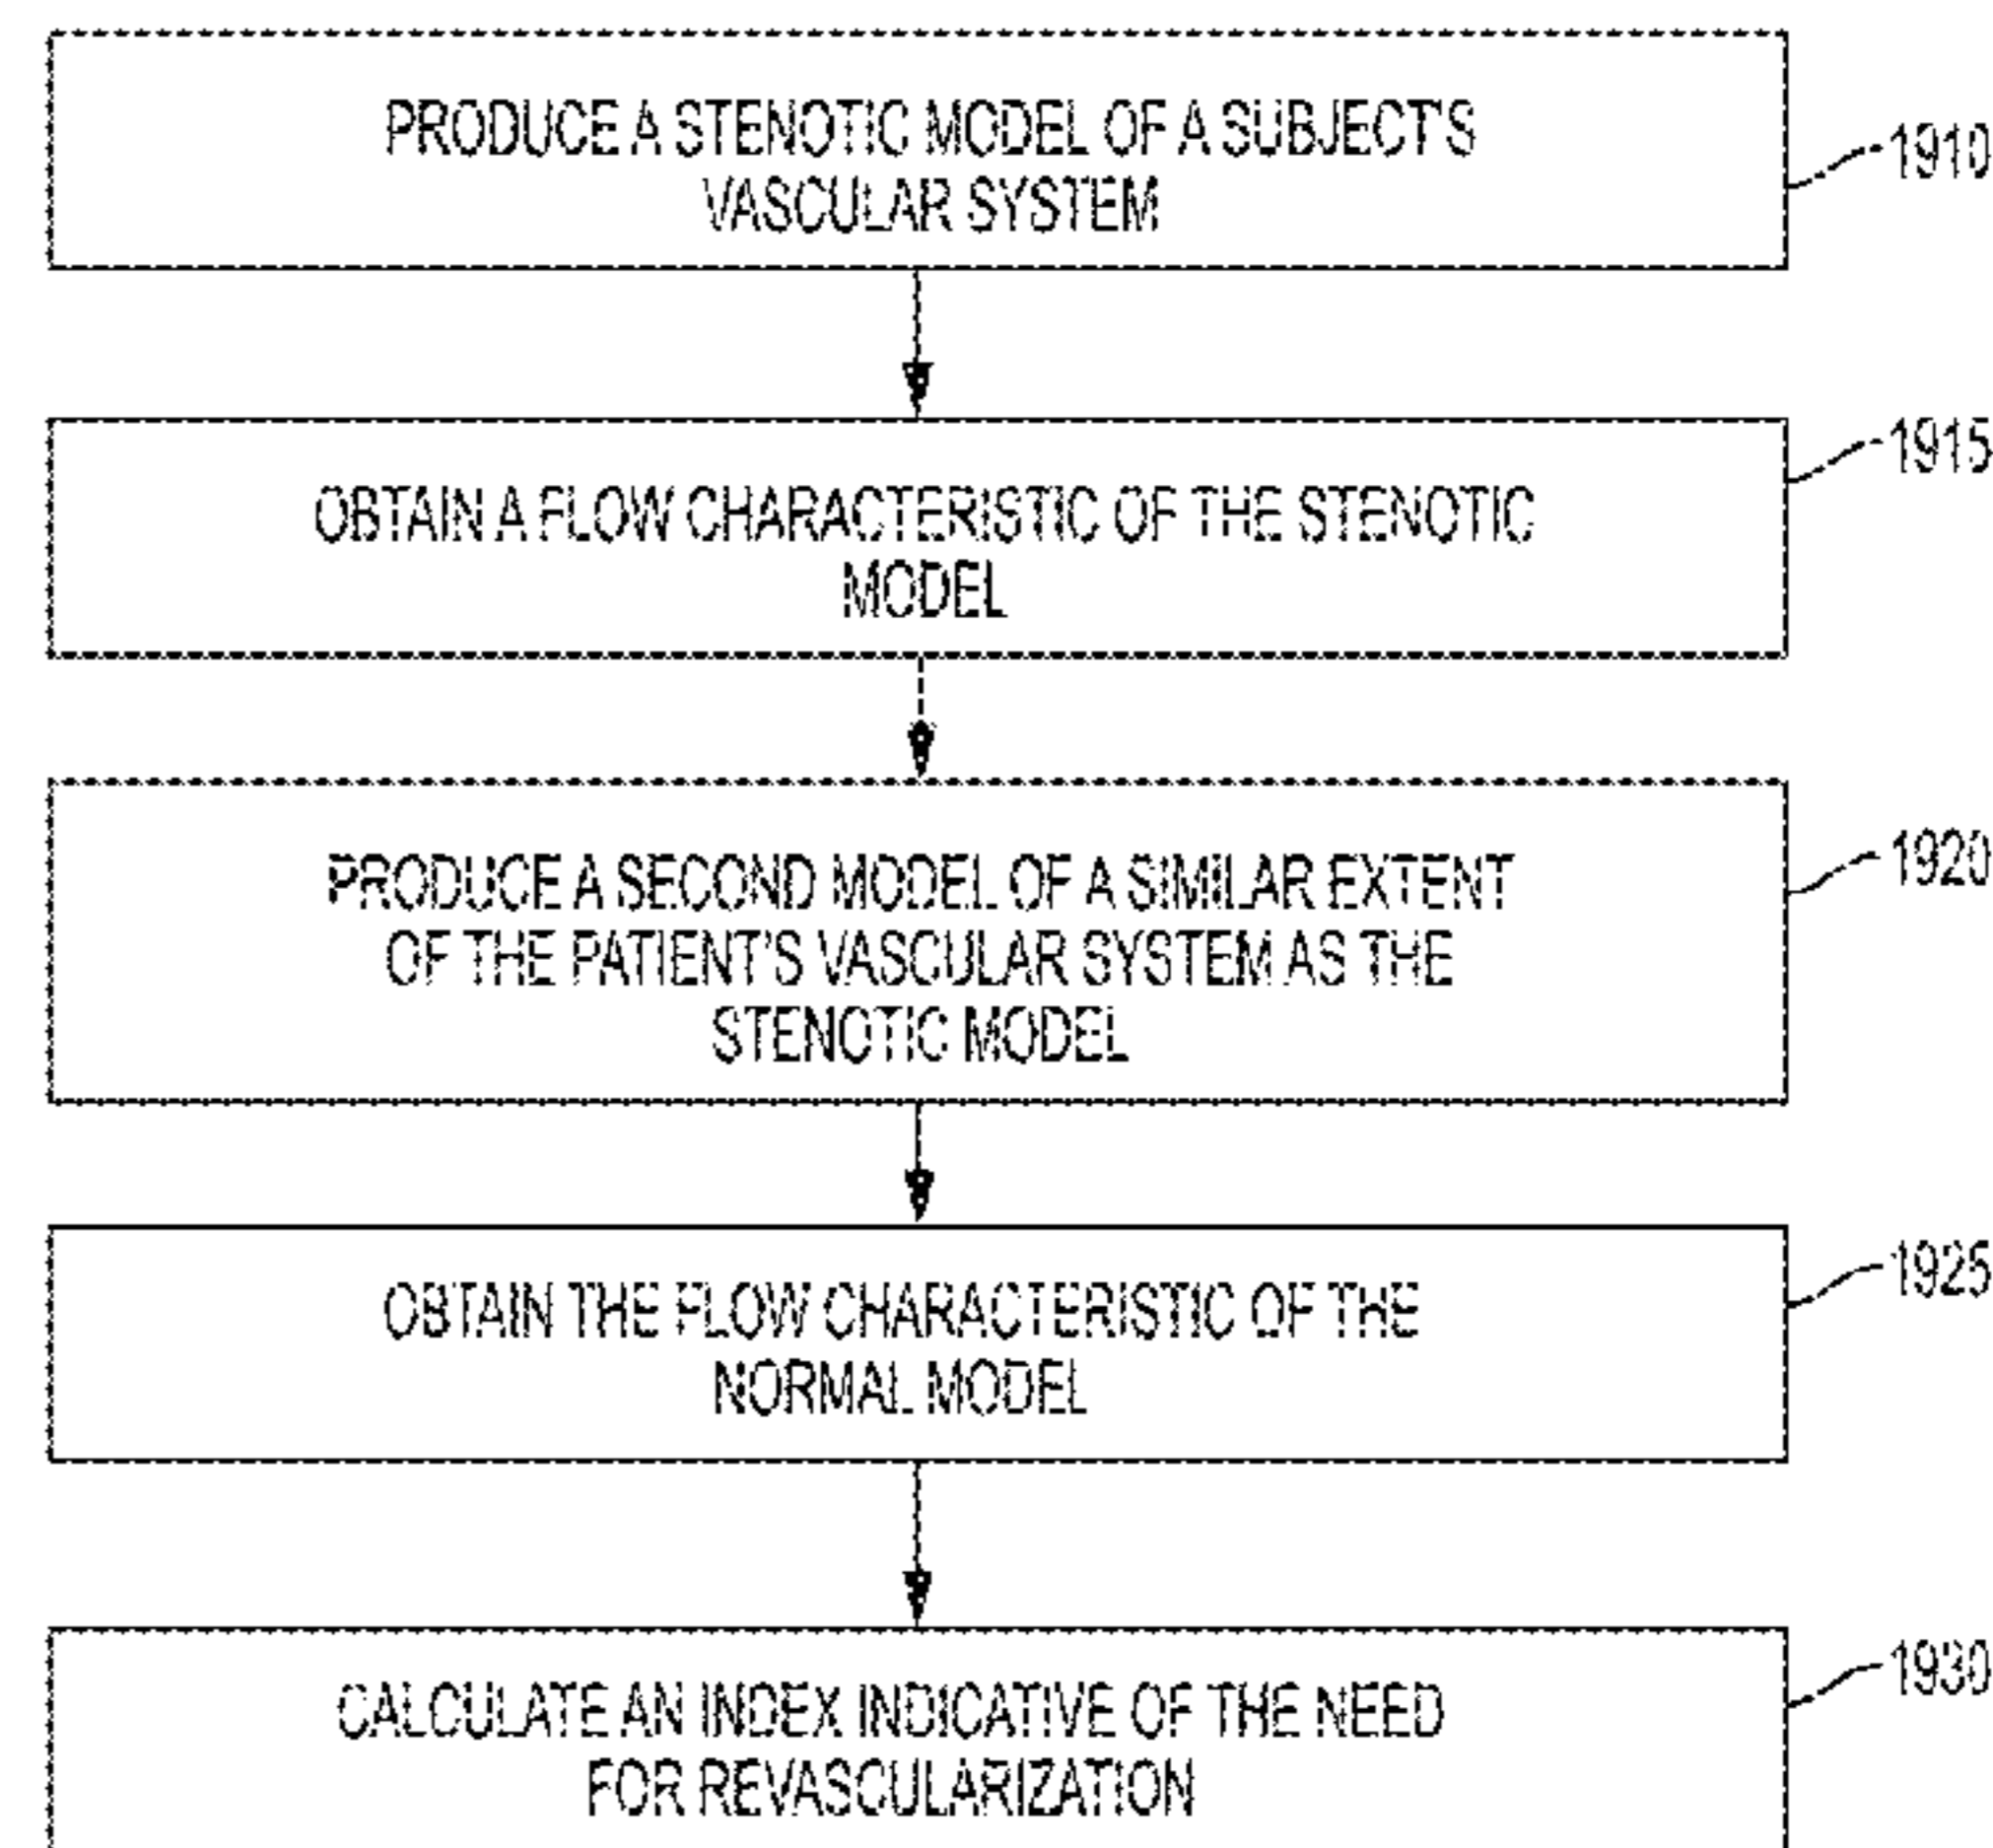 PRODUCE A STENOTIC MODEL OF A SUBJECT'S
VASCULAR SYSTEM
1910
OBTAIN A FLOW CHARACTERISTIC OF THE STENOTIC
MODEL
1915
PRODUCE A SECOND MODEL OF A SIMILAR EXTENT
OF THE PATIENT'S VASCULAR SYSTEM AS THE
STENOTIC MODEL
1920
OBTAIN THE FLOW CHARACTERISTIC OF THE
NORMAL MODEL
1925
CALCULATE AN INDEX INDICATIVE OF THE NEED
FOR REVASCULARIZATION
1930